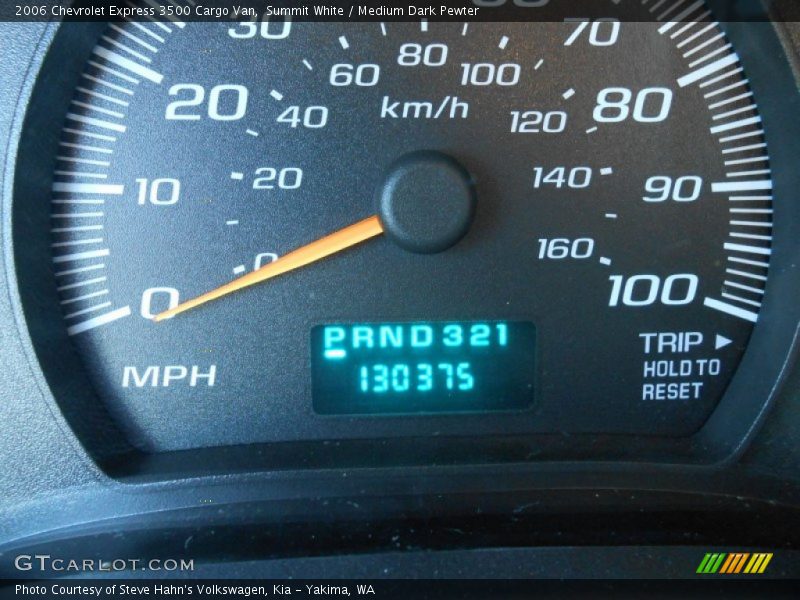 2006 Chevrolet Express 3500 Cargo Van, Summit White / Medium Dark Pewter
30 70
80
60 100
20 40 km/h 120 80
10 20 140 90
0 160
0 100
PRND321
130375
MPH
TRIP ▶
HOLD TO
RESET
GTCARLOT.COM
Photo Courtesy of Steve Hahn's Volkswagen, Kia - Yakima, WA